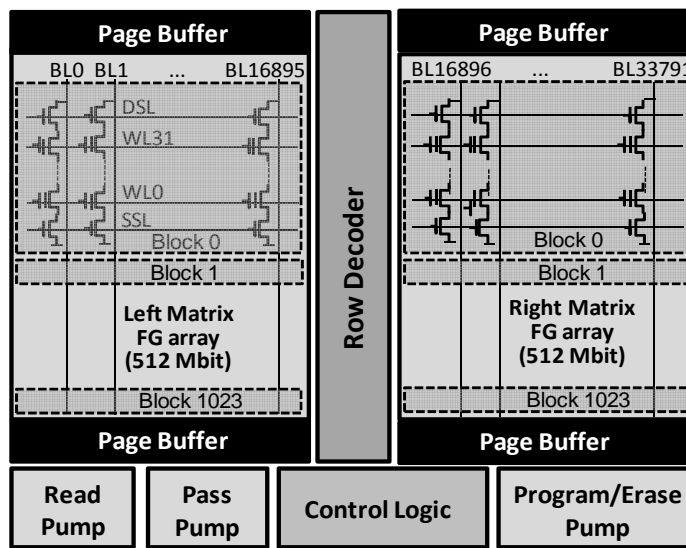 Page Buffer
BL0 BL1 ... BL16895
DSL
WL31
WL0
SSL
Block 0
Block 1
Left Matrix
FG array
(512 Mbit)
Block 1023
Page Buffer
Row Decoder
Page Buffer
BL16896 ... BL33791
Block 0
Block 1
Right Matrix
FG array
(512 Mbit)
Block 1023
Page Buffer
Read
Pump
Pass
Pump
Control Logic
Program/Erase
Pump